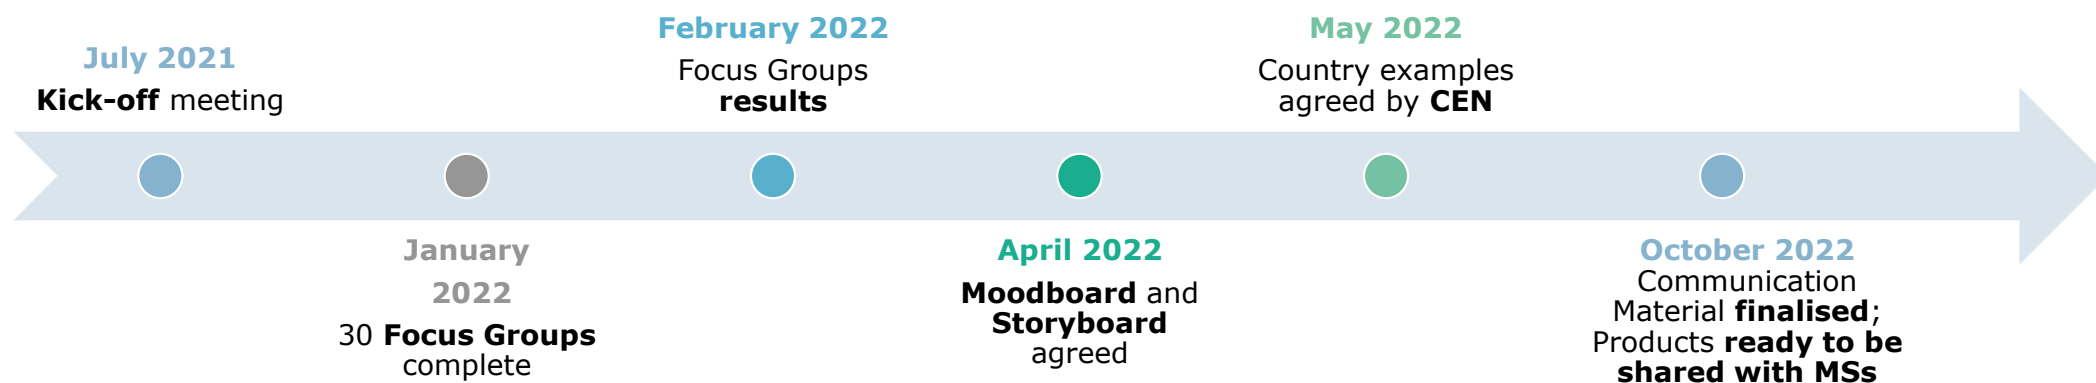 July 2021
Kick-off meeting
January
2022
30 Focus Groups
complete
February 2022
Focus Groups
results
April 2022
Moodboard and
Storyboard
agreed
May 2022
Country examples
agreed by CEN
October 2022
Communication
Material finalised;
Products ready to be
shared with MSs